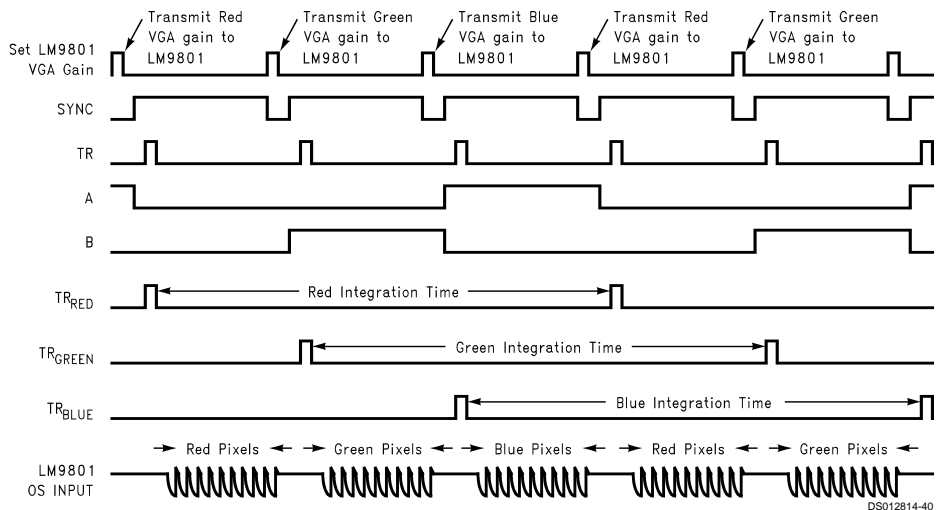 Transmit Red
VGA gain to
LM9801
Transmit Green
VGA gain to
LM9801
Transmit Blue
VGA gain to
LM9801
Transmit Red
VGA gain to
LM9801
Transmit Green
VGA gain to
LM9801
Set LM9801
VGA Gain
SYNC
TR
A
B
TRRED
Red Integration Time
TRGREEN
Green Integration Time
TRBLUE
Blue Integration Time
Red Pixels
Green Pixels
Blue Pixels
Red Pixels
Green Pixels
LM9801
OS INPUT
DS012814-40